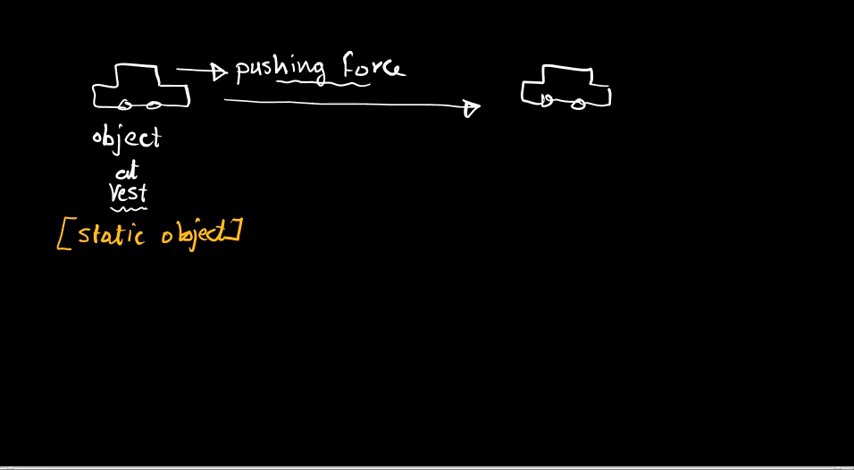 pushing force
object
at
rest
[static object]